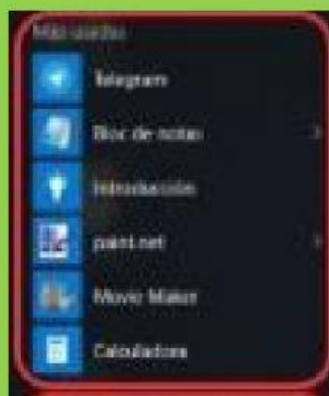 Más usadas
Telegram
Bloc de notas
Introducción
paint.net
Movie Maker
Calculadora